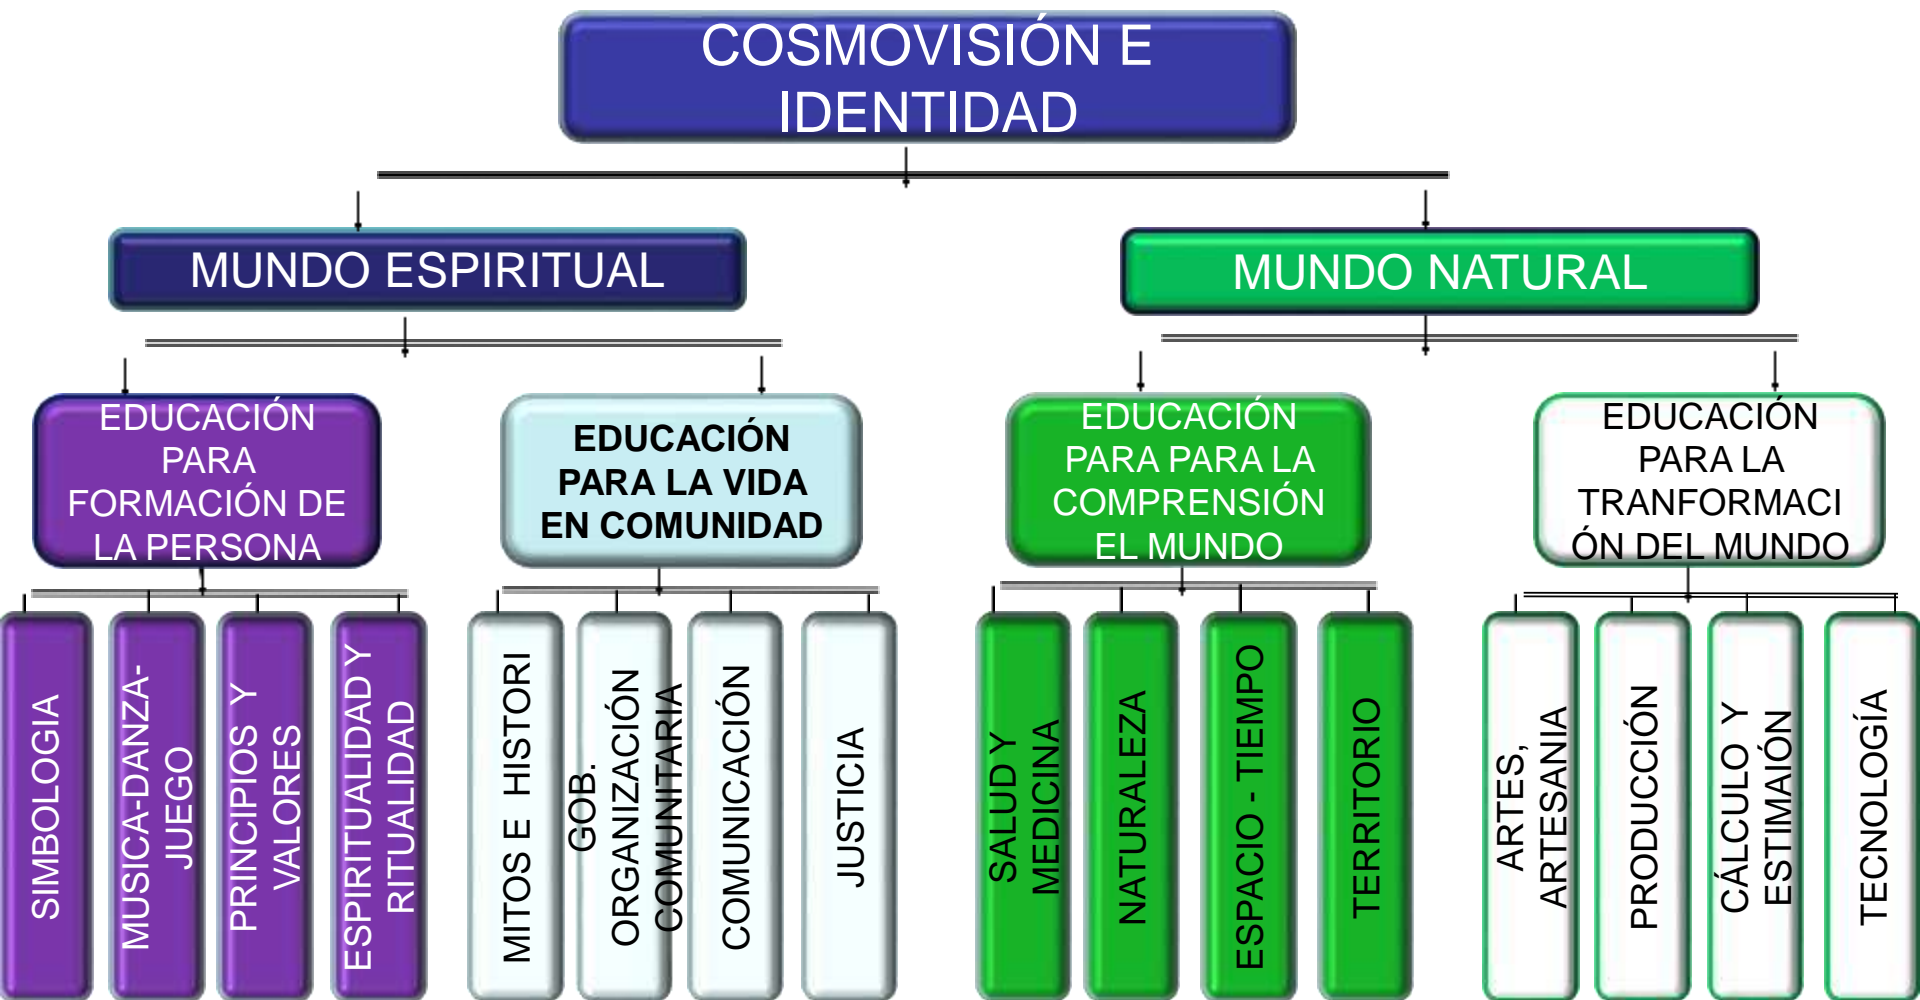 COSMOVISIÓN E
IDENTIDAD
MUNDO ESPIRITUAL
MUNDO NATURAL
EDUCACIÓN
PARA
FORMACIÓN DE
LA PERSONA
EDUCACIÓN
PARA LA VIDA
EN COMUNIDAD
EDUCACIÓN
PARA PARA LA
COMPRENSIÓN
EL MUNDO
EDUCACIÓN
PARA LA
TRANFORMACI
ÓN DEL MUNDO
SIMBOLOGIA
MUSICA-DANZA-
JUEGO
PRINCIPIOS Y
VALORES
ESPIRITUALIDAD Y
RITUALIDAD
MITOS E HISTORI
GOB.
ORGANIZACIÓN
COMUNITARIA
COMUNICACIÓN
JUSTICIA
SALUD Y
MEDICINA
NATURALEZA
ESPACIO - TIEMPO
TERRITORIO
ARTES,
ARTESANIA
PRODUCCIÓN
CÁLCULO Y
ESTIMAIÓN
TECNOLOGÍA